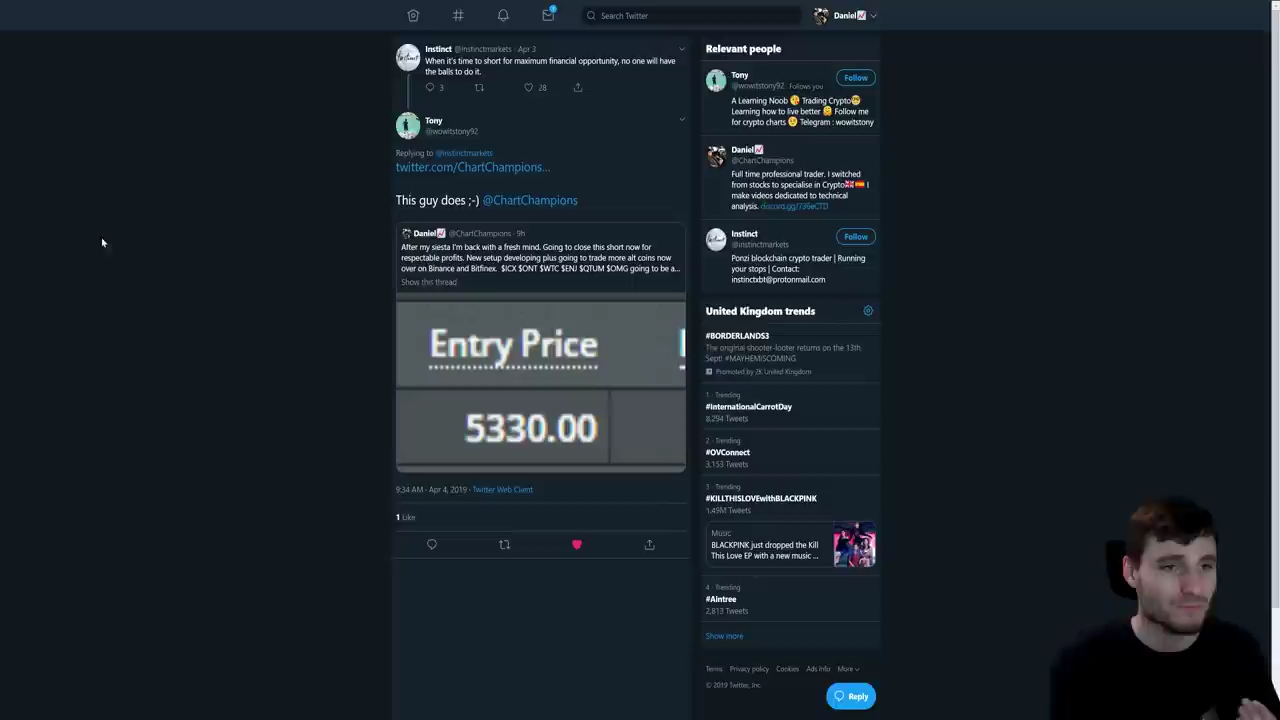 Search Twitter
Daniel📈
Instinct @instinctmarkets · Apr 3
When it's time to short for maximum financial opportunity, no one will have
the balls to do it.
3
28
Tony
@wowitstony92
Replying to @instinctmarkets
twitter.com/ChartChampions...
This guy does ;-) @ChartChampions
Daniel📈 @ChartChampions · 9h
After my siesta I'm back with a fresh mind. Going to close this short now for
respectable profits. New setup developing plus going to trade more alt coins now
over on Binance and Bitfinex. $ICX $ONT $WTC $ENJ $QTUM $OMG going to be a...
Show this thread
Entry Price
5330.00
9:34 AM · Apr 4, 2019 · Twitter Web Client
1 Like
Relevant people
Tony
@wowitstony92 Follows you
Follow
A Learning Noob Trading Crypto
Learning how to live better Follow me
for crypto charts Telegram : wowitstony
Daniel📈
@ChartChampions
Full time professional trader. I switched
from stocks to specialise in Crypto🇬🇧🇪🇸 I
make videos dedicated to technical
analysis.
Instinct
@instinctmarkets
Follow
Ponzi blockchain crypto trader | Running
your stops | Contact:
instinctxbt@protonmail.com
United Kingdom trends
#BORDERLANDS3
The original shooter-looter returns on the 13th
Sept! #MAYHEMISCOMING
Promoted by 2K United Kingdom
1 · Trending
#InternationalCarrotDay
8,294 Tweets
2 · Trending
#OVConnect
3,153 Tweets
3 · Trending
#KILLTHISLOVEwithBLACKPINK
1.49M Tweets
Music
BLACKPINK just dropped the Kill
This Love EP with a new music ...
4 · Trending
#Aintree
2,813 Tweets
Show more
Terms Privacy policy Cookies Ads info More
© 2019 Twitter, Inc.
Reply